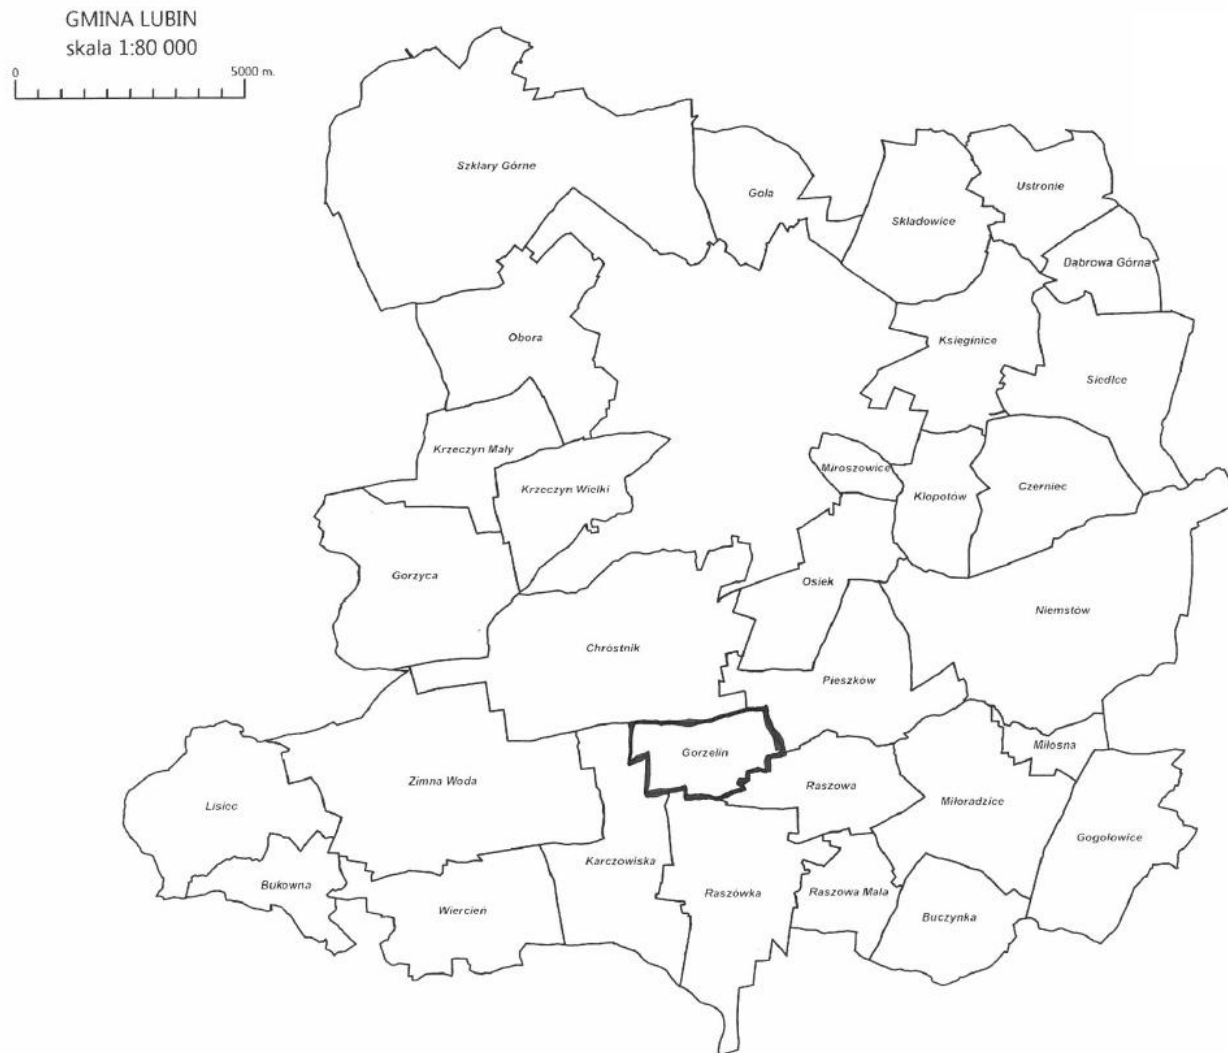 GMINA LUBIN
skala 1:80 000
0 5000 m.
Szklary Górne
Gola
Ustronie
Składowice
Dąbrowa Górna
Obora
Księginice
Siedlce
Krzeczyn Mały
Miroszowice
Krzeczyn Wielki
Kłopotów
Czerniec
Gorzyca
Osiek
Niemstów
Chróstnik
Pieszków
Gorzelin
Miłosna
Zimna Woda
Raszowa
Lisiec
Miłoradzice
Gogołowice
Karczowiska
Bukowna
Raszówka
Raszowa Mała
Wiercień
Buczynka